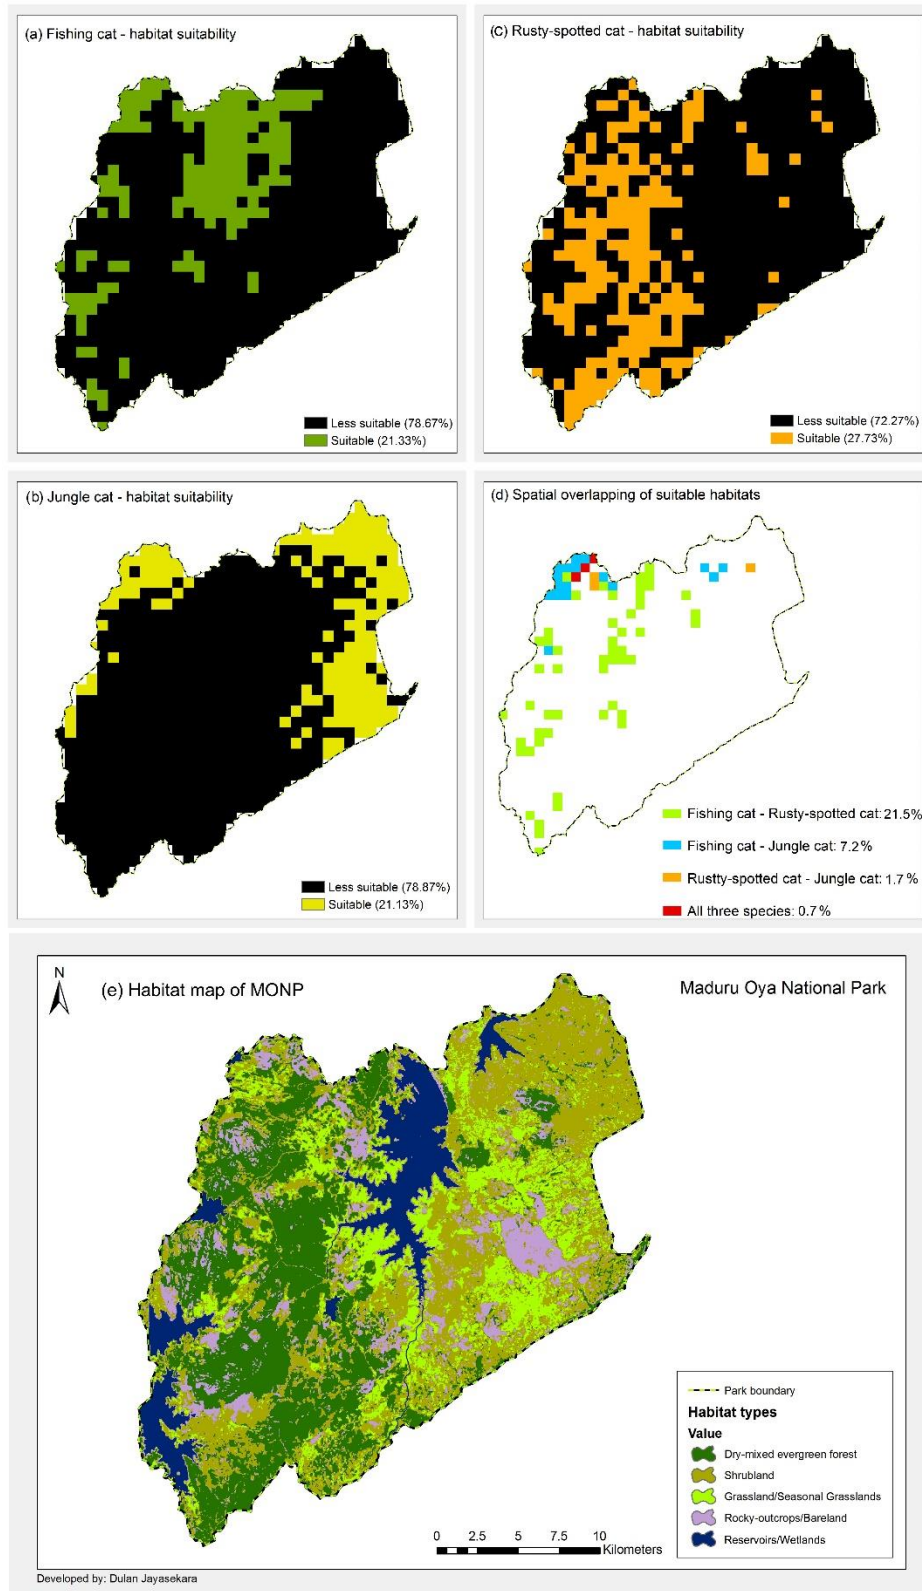 (a) Fishing cat - habitat suitability
Less suitable (78.67%)
Suitable (21.33%)
(c) Rusty-spotted cat - habitat suitability
Less suitable (72.27%)
Suitable (27.73%)
(b) Jungle cat - habitat suitability
Less suitable (78.87%)
Suitable (21.13%)
(d) Spatial overlapping of suitable habitats
Fishing cat - Rusty-spotted cat: 21.5%
Fishing cat - Jungle cat: 7.2%
Rustty-spotted cat - Jungle cat: 1.7%
All three species: 0.7%
N
(e) Habitat map of MONP
Maduru Oya National Park
Park boundary
Habitat types
Value
Dry-mixed evergreen forest
Shrubland
Grassland/Seasonal Grasslands
Rocky-outcrops/Bareland
Reservoirs/Wetlands
0 2.5 5 7.5 10
Kilometers
Developed by: Dulan Jayasekara